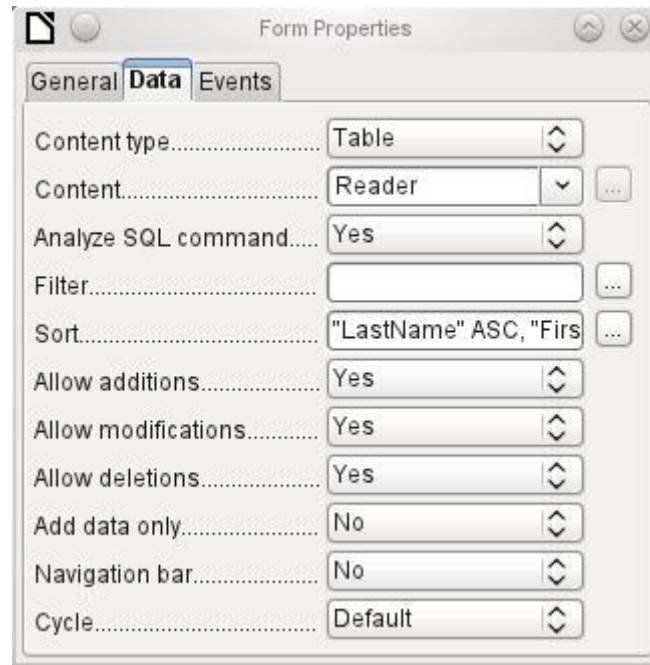 Form Properties
General Data Events
Content type.......................... Table
Content.................................. Reader ...
Analyze SQL command..... Yes
Filter....................................... ...
Sort........................................ "LastName" ASC, "Firs ...
Allow additions..................... Yes
Allow modifications............ Yes
Allow deletions..................... Yes
Add data only........................ No
Navigation bar...................... No
Cycle...................................... Default